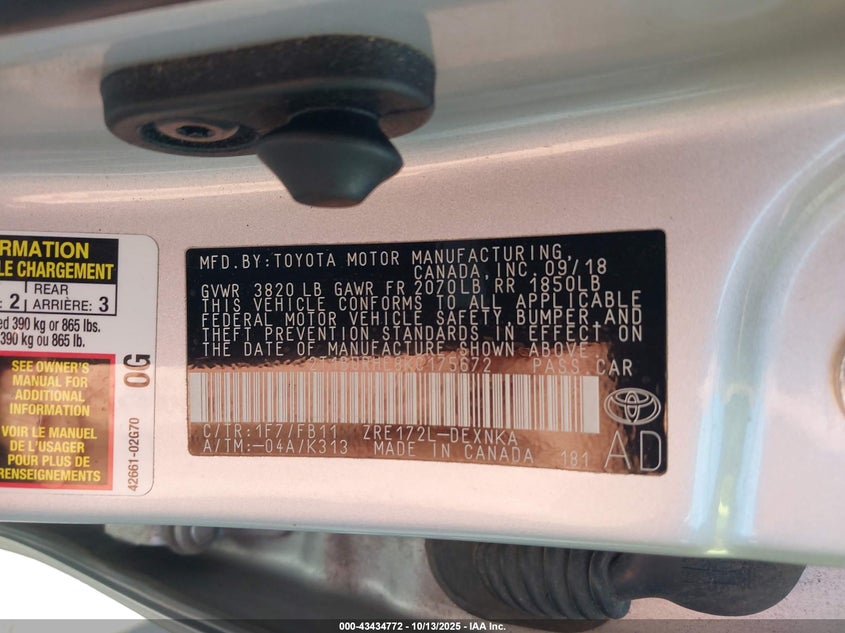 RMATION
LE CHARGEMENT
: 2
REAR
ARRIÈRE: 3
ed 390 kg or 865 lbs.
390 kg ou 865 lb.
SEE OWNER'S
MANUAL FOR
ADDITIONAL
INFORMATION
VOIR LE MANUEL
DE L'USAGER
POUR PLUS DE
RENSEIGNEMENTS
0G
42661-02G70
MFD.BY:TOYOTA MOTOR MANUFACTURING,
CANADA,INC.09/18
GVWR 3820LB GAWR FR 2070LB RR 1850LB
THIS VEHICLE CONFORMS TO ALL APPLICABLE
FEDERAL MOTOR VEHICLE SAFETY, BUMPER, AND
THEFT PREVENTION STANDARDS IN EFFECT ON
THE DATE OF MANUFACTURE SHOWN ABOVE.
2T1BURHE8KC175672 PASS.CAR
C/TR:1F7/FB11 ZRE172L-DEXNKA
A/TM:-04A/K313 MADE IN CANADA 181
AD
000-43434772 - 10/13/2025 - IAA Inc.